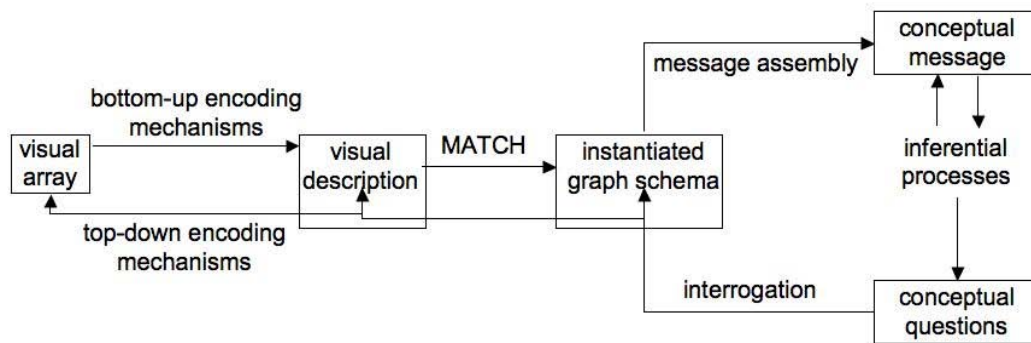 conceptual
message
message assembly
bottom-up encoding
mechanisms
visual
array
visual
description
MATCH
instantiated
graph schema
inferential
processes
top-down encoding
mechanisms
interrogation
conceptual
questions